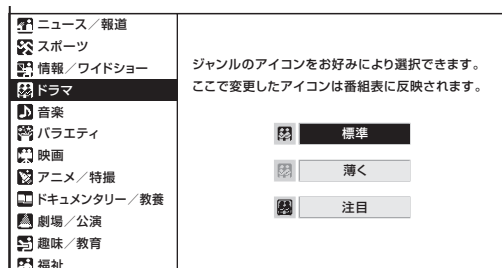 ニュース／報道
スポーツ
情報／ワイドショー
ドラマ
音楽
バラエティ
映画
アニメ／特撮
ドキュメンタリー／教養
劇場／公演
趣味／教育
福祉
ジャンルのアイコンをお好みにより選択できます。
ここで変更したアイコンは番組表に反映されます。
標準
薄く
注目